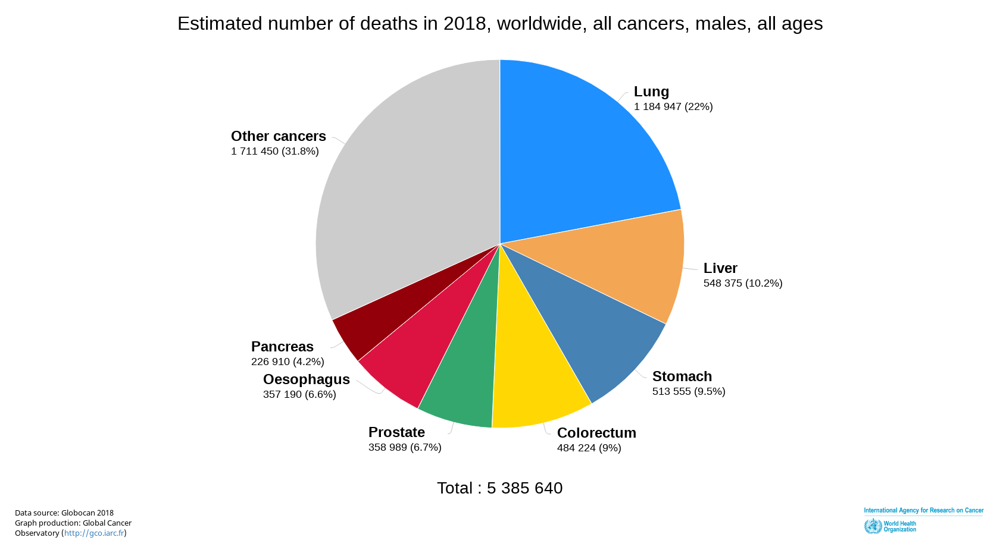 Estimated number of deaths in 2018, worldwide, all cancers, males, all ages
Lung
1 184 947 (22%)
Other cancers
1 711 450 (31.8%)
Liver
548 375 (10.2%)
Pancreas
226 910 (4.2%)
Oesophagus
357 190 (6.6%)
Stomach
513 555 (9.5%)
Prostate
358 989 (6.7%)
Colorectum
484 224 (9%)
Total : 5 385 640
Data source: Globocan 2018
Graph production: Global Cancer
Observatory (http://gco.iarc.fr)
International Agency for Research on Cancer
World Health
Organization